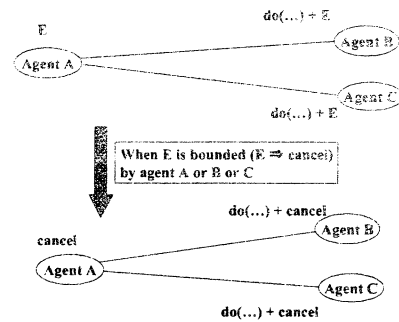 E
do(...) + E
Agent B
Agent A
Agent C
do(...) + E
When E is bounded (E ⇒ cancel)
by agent A or B or C
do(...) + cancel
Agent B
cancel
Agent A
Agent C
do(...) + cancel